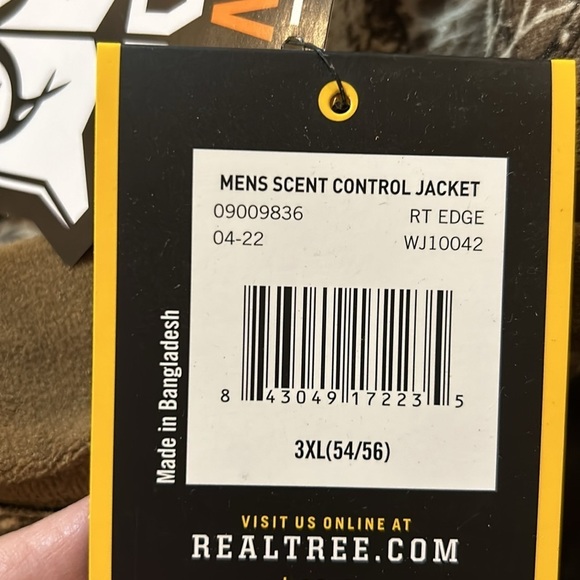 MENS SCENT CONTROL JACKET
09009836 RT EDGE
04-22 WJ10042
8 43049 17223 5
3XL(54/56)
Made in Bangladesh
VISIT US ONLINE AT
REALTREE.COM